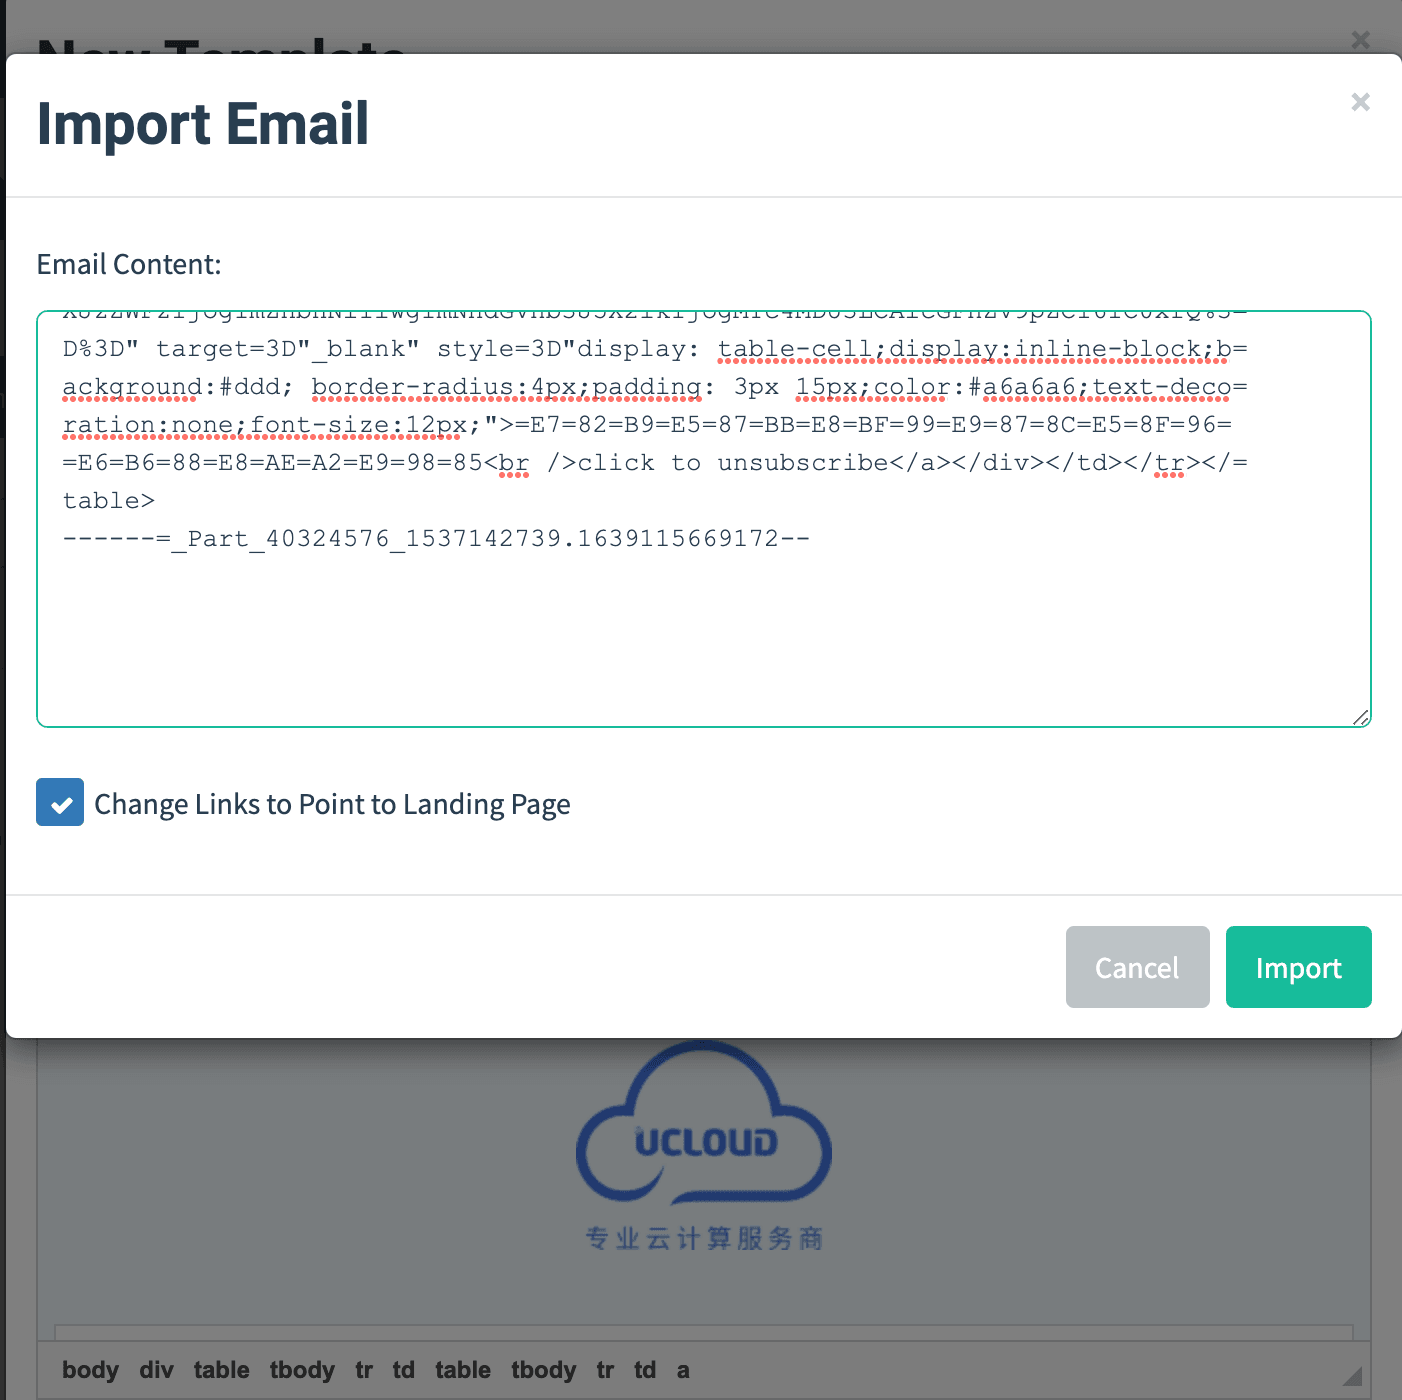 New Template
×
Import Email
×
Email Content:
D%3D" target=3D"_blank" style=3D"display: table-cell;display:inline-block;b=
ackground:#ddd; border-radius:4px;padding: 3px 15px;color:#a6a6a6;text-deco=
ration:none;font-size:12px;">=E7=82=B9=E5=87=BB=E8=BF=99=E9=87=8C=E5=8F=96=
=E6=B6=88=E8=AE=A2=E9=98=85<br />click to unsubscribe</a></div></td></tr></=
table>
------=_Part_40324576_1537142739.1639115669172--
Change Links to Point to Landing Page
Cancel Import
UCLOUD
专业云计算服务商
body div table tbody tr td table tbody tr td a